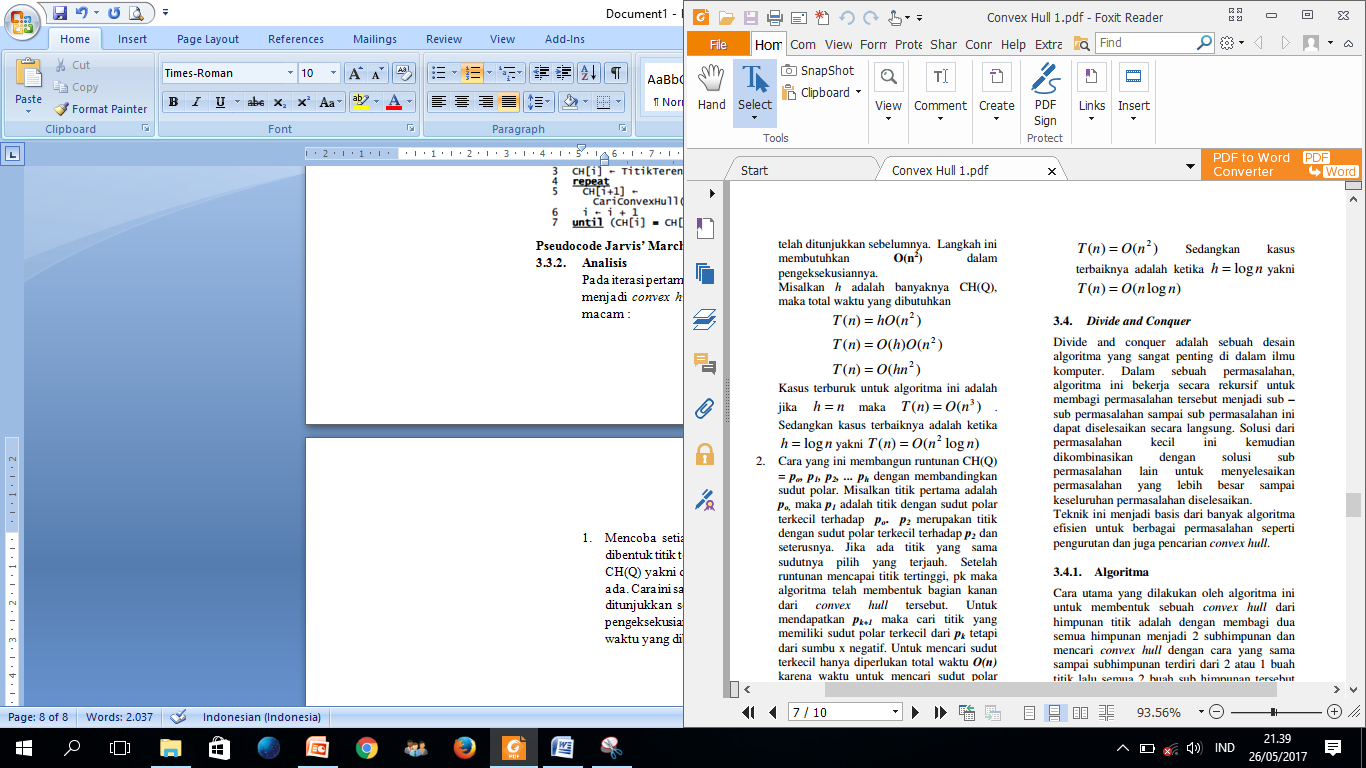 Document1 -
Home Insert Page Layout References Mailings Review View Add-Ins
Paste
Cut
Copy
Format Painter
Clipboard
Times-Roman 10
Font
Paragraph
AaBb
¶ Nor
3 CH[i] ← TitikTeren
4 repeat
5 CH[i+1] ←
CariConvexHull(
6 i ← i + 1
7 until (CH[i] = CH[
Pseudocode Jarvis’ March
3.3.2. Analisis
Pada iterasi pertam
menjadi convex h
macam :
1. Mencoba setia
dibentuk titik t
CH(Q) yakni
ada. Cara ini sa
ditunjukkan s
pengeksekusian
waktu yang di
Page: 8 of 8 Words: 2.037 Indonesian (Indonesia)
Convex Hull 1.pdf - Foxit Reader
File Hom Com View Form Prote Shar Conn Help Extra Find
Hand
Select
SnapShot
Clipboard
Tools
View
Comment
Create
PDF
Sign
Protect
Links
Insert
Start
Convex Hull 1.pdf
PDF to Word
Converter
PDF
Word
telah ditunjukkan sebelumnya. Langkah ini
membutuhkan O(n²) dalam
pengeksekusiannya.
Misalkan h adalah banyaknya CH(Q),
maka total waktu yang dibutuhkan
T(n) = hO(n²)
T(n) = O(h)O(n²)
T(n) = O(hn²)
Kasus terburuk untuk algoritma ini adalah
jika h = n maka T(n) = O(n³) .
Sedangkan kasus terbaiknya adalah ketika
h = log n yakni T(n) = O(n² log n)
2. Cara yang ini membangun runtunan CH(Q)
= po, p1, p2, ... ph dengan membandingkan
sudut polar. Misalkan titik pertama adalah
po, maka p1 adalah titik dengan sudut polar
terkecil terhadap po. p2 merupakan titik
dengan sudut polar terkecil terhadap p2 dan
seterusnya. Jika ada titik yang sama
sudutnya pilih yang terjauh. Setelah
runtunan mencapai titik tertinggi, pk maka
algoritma telah membentuk bagian kanan
dari convex hull tersebut. Untuk
mendapatkan pk+1 maka cari titik yang
memiliki sudut polar terkecil dari pk tetapi
dari sumbu x negatif. Untuk mencari sudut
terkecil hanya diperlukan total waktu O(n)
karena waktu untuk mencari sudut polar
T(n) = O(n²) Sedangkan kasus
terbaiknya adalah ketika h = log n yakni
T(n) = O(n log n)
3.4. Divide and Conquer
Divide and conquer adalah sebuah desain
algoritma yang sangat penting di dalam ilmu
komputer. Dalam sebuah permasalahan,
algoritma ini bekerja secara rekursif untuk
membagi permasalahan tersebut menjadi sub –
sub permasalahan sampai sub permasalahan ini
dapat diselesaikan secara langsung. Solusi dari
permasalahan kecil ini kemudian
dikombinasikan dengan solusi sub
permasalahan lain untuk menyelesaikan
permasalahan yang lebih besar sampai
keseluruhan permasalahan diselesaikan.
Teknik ini menjadi basis dari banyak algoritma
efisien untuk berbagai permasalahan seperti
pengurutan dan juga pencarian convex hull.
3.4.1. Algoritma
Cara utama yang dilakukan oleh algoritma ini
untuk membentuk sebuah convex hull dari
himpunan titik adalah dengan membagi dua
semua himpunan menjadi 2 subhimpunan dan
mencari convex hull dengan cara yang sama
sampai subhimpunan terdiri dari 2 atau 1 buah
titik lalu semua 2 buah sub himpunan tersebut
7 / 10
93.56%
IND
21.39
26/05/2017